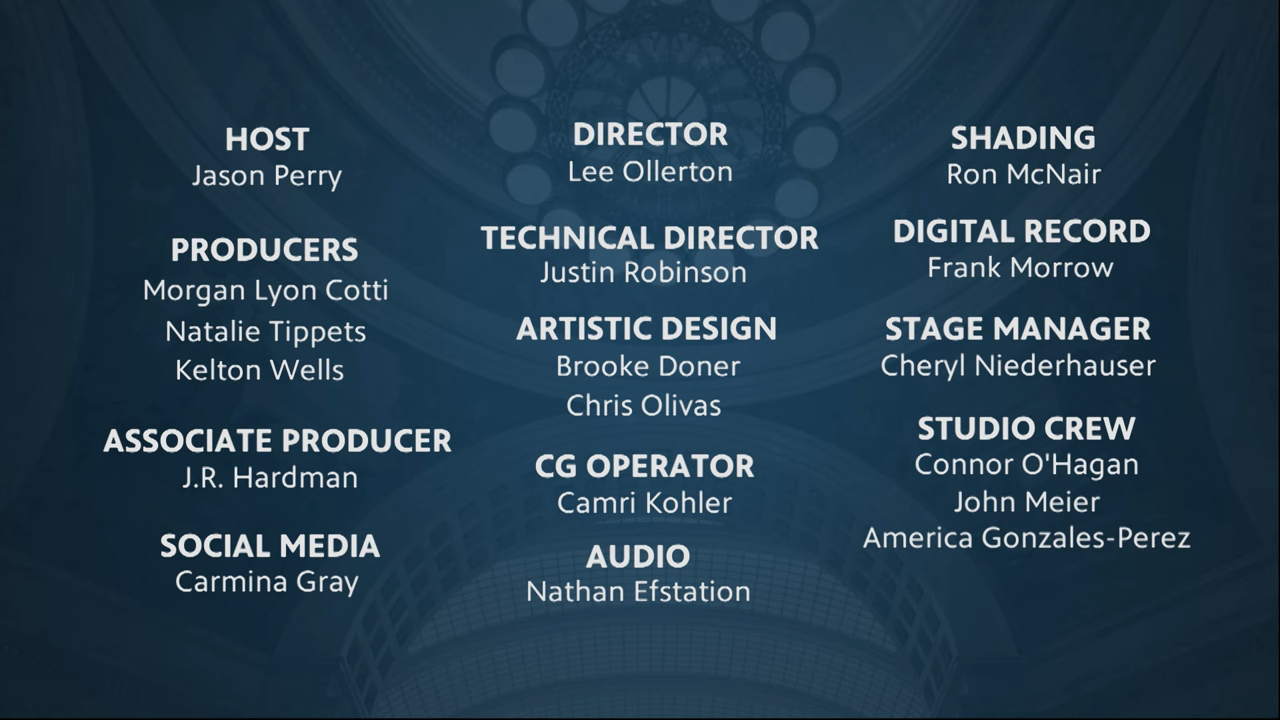 HOST
Jason Perry
PRODUCERS
Morgan Lyon Cotti
Natalie Tippets
Kelton Wells
ASSOCIATE PRODUCER
J.R. Hardman
SOCIAL MEDIA
Carmina Gray
DIRECTOR
Lee Ollerton
TECHNICAL DIRECTOR
Justin Robinson
ARTISTIC DESIGN
Brooke Doner
Chris Olivas
CG OPERATOR
Camri Kohler
AUDIO
Nathan Efstation
SHADING
Ron McNair
DIGITAL RECORD
Frank Morrow
STAGE MANAGER
Cheryl Niederhauser
STUDIO CREW
Connor O'Hagan
John Meier
America Gonzales-Perez